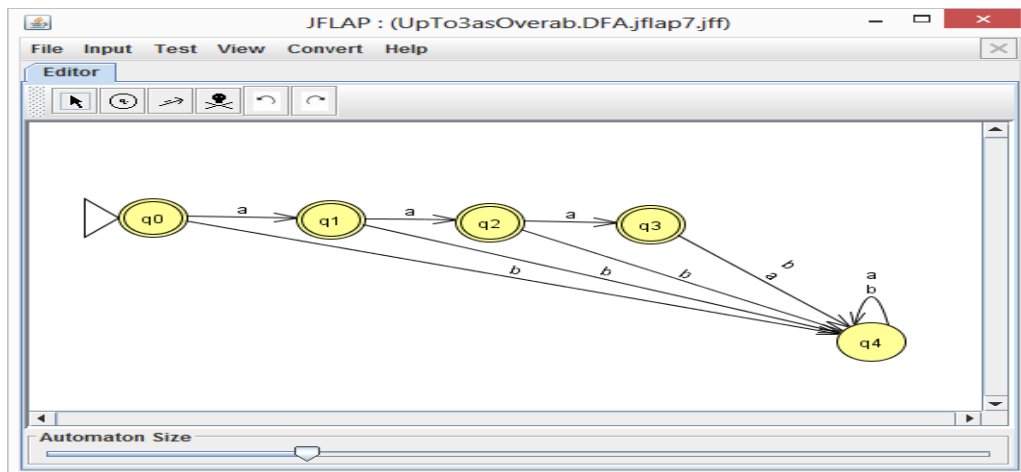 JFLAP : (UpTo3asOverab.DFA.jflap7.jff)
File Input Test View Convert Help
Editor
q0 a q1 a q2 a q3
b b b a b
a
b
q4
Automaton Size